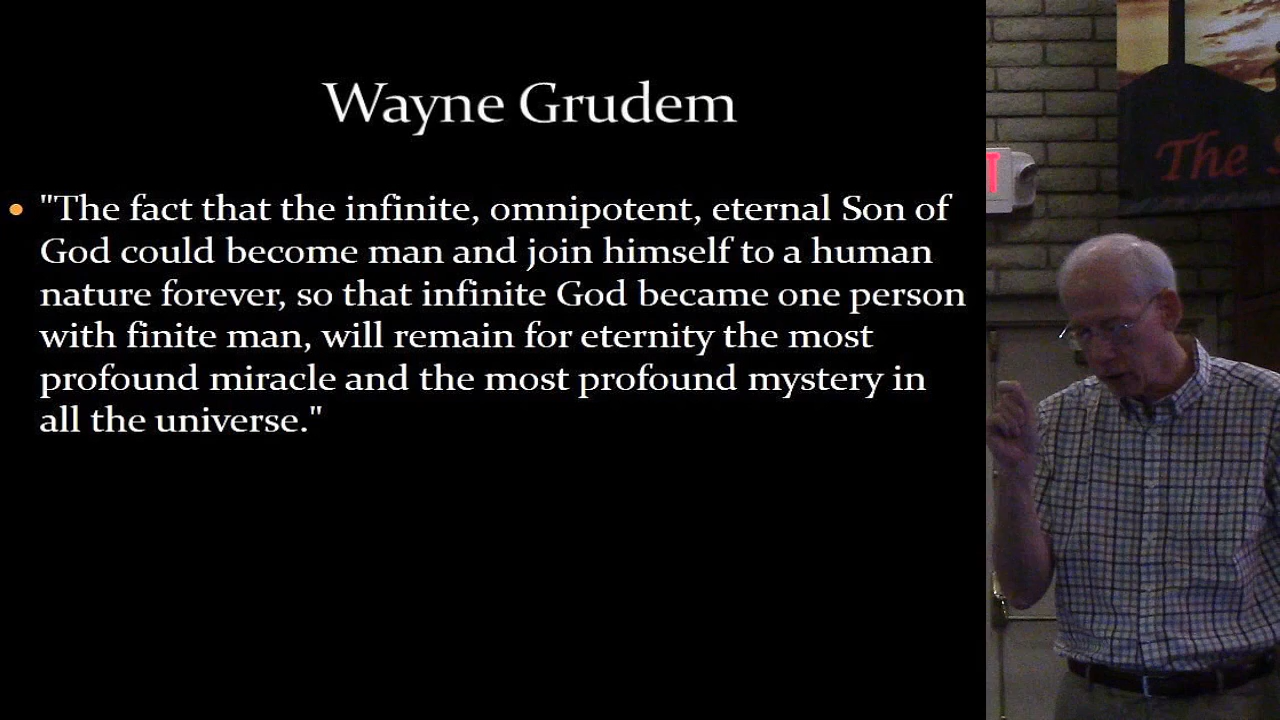 Wayne Grudem
• "The fact that the infinite, omnipotent, eternal Son of
God could become man and join himself to a human
nature forever, so that infinite God became one person
with finite man, will remain for eternity the most
profound miracle and the most profound mystery in
all the universe."
The